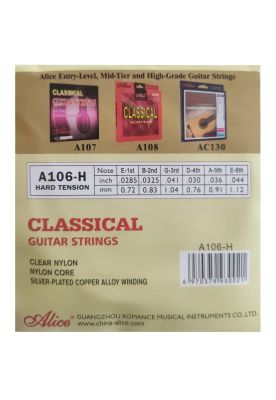 Alice Entry-Level, Mid-Tier and High-Grade Guitar Strings
CLASSICAL
CLASSICAL
A107 A108 AC130
A106-H
HARD TENSION
Note E-1st B-2nd G-3rd D-4th A-5th E-6th
inch .0285 .0325 .041 .030 .036 .044
mm 0.72 0.83 1.04 0.76 0.91 1.12
CLASSICAL
GUITAR STRINGS
A106-H
CLEAR NYLON
NYLON CORE
SILVER-PLATED COPPER ALLOY WINDING
6970379930021
Alice
GUANGZHOU ROMANCE MUSICAL INSTRUMENTS CO., LTD.
www.china-alice.com